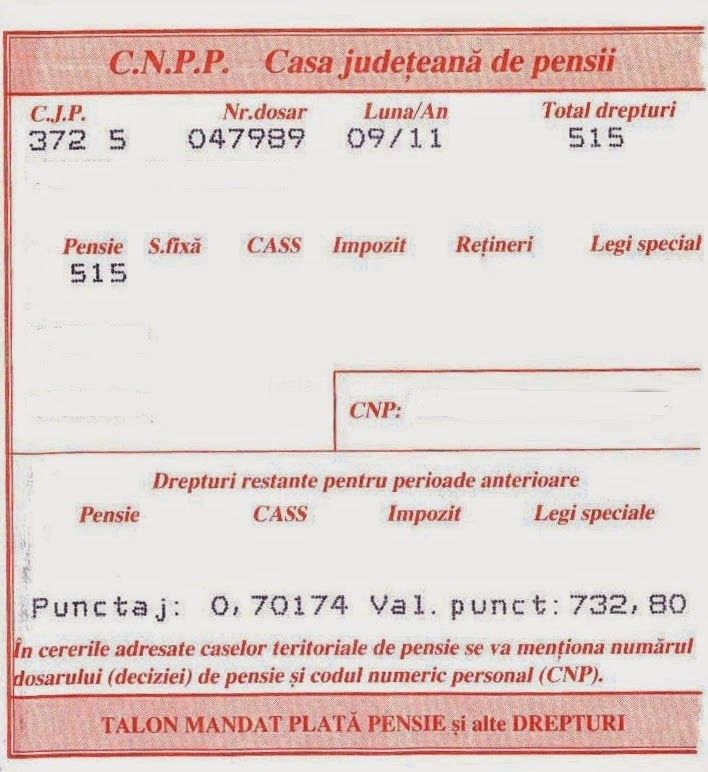 C.N.P.P. Casa județeană de pensii
C.J.P. Nr.dosar Luna/An Total drepturi
372 5 047989 09/11 515
Pensie S.fixă CASS Impozit Rețineri Legi special
515
CNP:
Drepturi restante pentru perioade anterioare
Pensie CASS Impozit Legi speciale
Punctaj: 0,70174 Val. punct: 732,80
În cererile adresate caselor teritoriale de pensie se va menționa numărul
dosarului (deciziei) de pensie și codul numeric personal (CNP).
TALON MANDAT PLATĂ PENSIE și alte DREPTURI